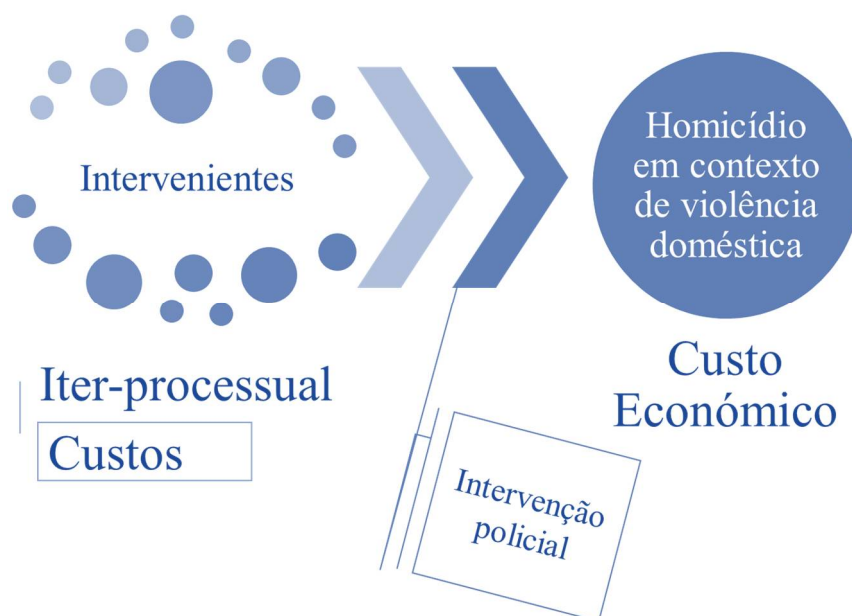 Intervenientes
Homicídio
em contexto
de violência
doméstica
Iter-processual
Custos
Custo
Económico
Intervenção
policial